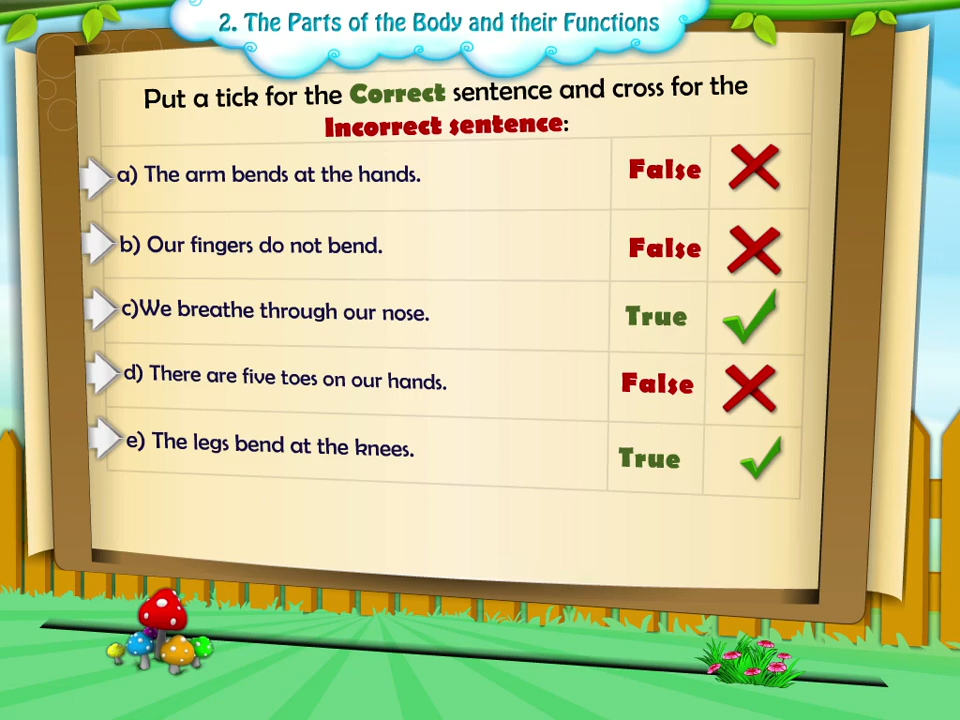 2. The Parts of the Body and their Functions
Put a tick for the Correct sentence and cross for the
Incorrect sentence:
a) The arm bends at the hands. False
b) Our fingers do not bend. False
c)We breathe through our nose. True
d) There are five toes on our hands. False
e) The legs bend at the knees. True